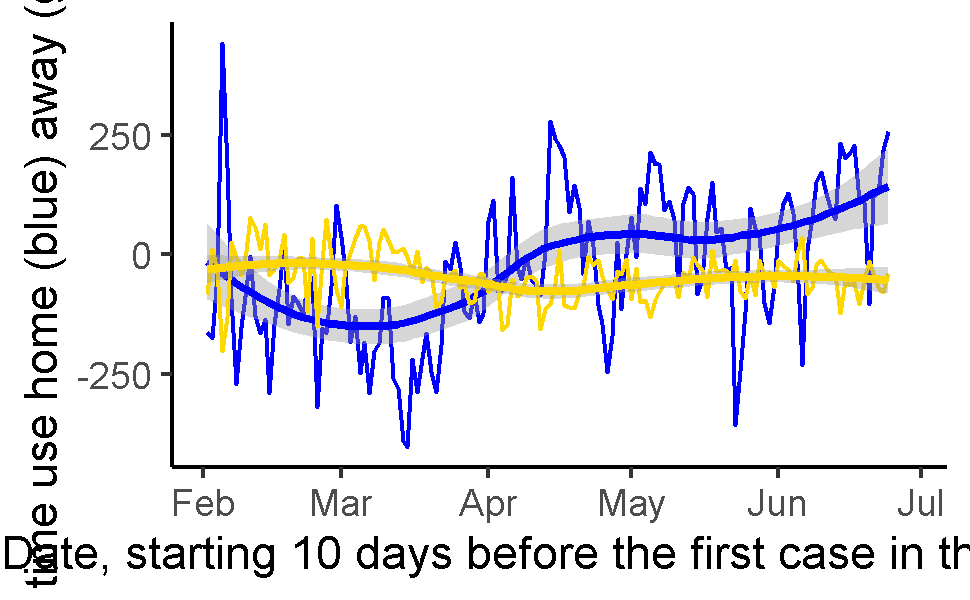 time use home (blue) away (
250
0
-250
Feb Mar Apr May Jun Jul
Date, starting 10 days before the first case in th